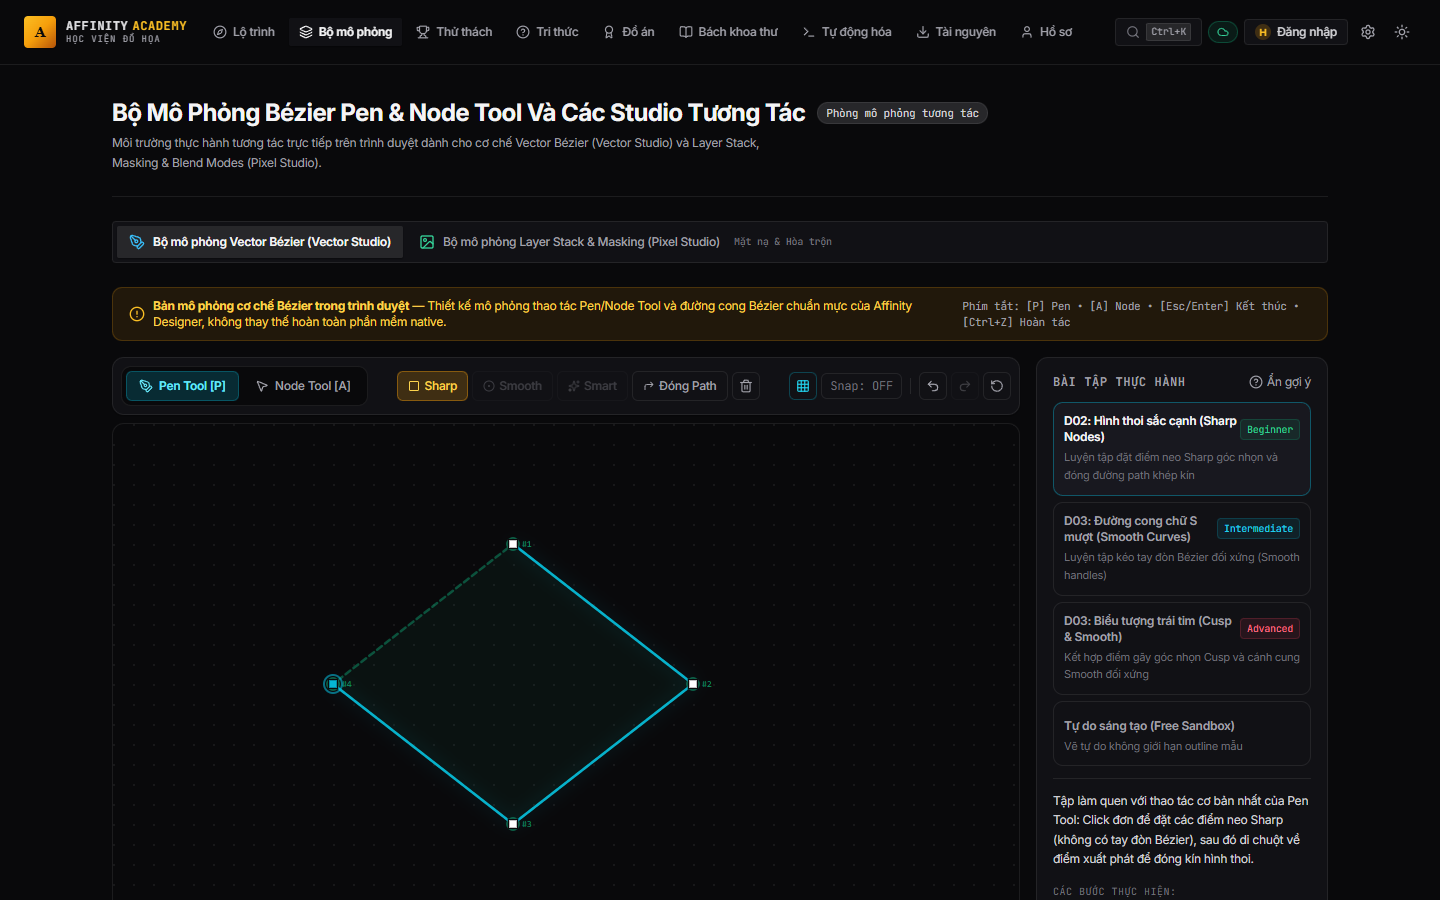 A
AFFINITY ACADEMY
HỌC VIỆN ĐỒ HỌA
Lộ trình
Bộ mô phỏng
Thử thách
Tri thức
Đồ án
Bách khoa thư
Tự động hóa
Tài nguyên
Hồ sơ
Ctrl+K
H
Đăng nhập
Bộ Mô Phỏng Bézier Pen & Node Tool Và Các Studio Tương Tác
Phòng mô phỏng tương tác
Môi trường thực hành tương tác trực tiếp trên trình duyệt dành cho cơ chế Vector Bézier (Vector Studio) và Layer Stack,
Masking & Blend Modes (Pixel Studio).
Bộ mô phỏng Vector Bézier (Vector Studio)
Bộ mô phỏng Layer Stack & Masking (Pixel Studio)
Mặt nạ & Hòa trộn
Bản mô phỏng cơ chế Bézier trong trình duyệt — Thiết kế mô phỏng thao tác Pen/Node Tool và đường cong Bézier chuẩn mực của Affinity
Designer, không thay thế hoàn toàn phần mềm native.
Phím tắt: [P] Pen • [A] Node • [Esc/Enter] Kết thúc •
[Ctrl+Z] Hoàn tác
Pen Tool [P]
Node Tool [A]
Sharp
Smooth
Smart
Đóng Path
Snap: OFF
#1
#2
#3
#4
BÀI TẬP THỰC HÀNH
Ẩn gợi ý
D02: Hình thoi sắc cạnh (Sharp
Nodes)
Beginner
Luyện tập đặt điểm neo Sharp góc nhọn và
đóng đường path khép kín
D03: Đường cong chữ S
mượt (Smooth Curves)
Intermediate
Luyện tập kéo tay đòn Bézier đối xứng (Smooth
handles)
D03: Biểu tượng trái tim (Cusp
& Smooth)
Advanced
Kết hợp điểm gãy góc nhọn Cusp và cánh cung
Smooth đối xứng
Tự do sáng tạo (Free Sandbox)
Vẽ tự do không giới hạn outline mẫu
Tập làm quen với thao tác cơ bản nhất của Pen
Tool: Click đơn để đặt các điểm neo Sharp
(không có tay đòn Bézier), sau đó di chuột về
điểm xuất phát để đóng kín hình thoi.
CÁC BƯỚC THỰC HIỆN: